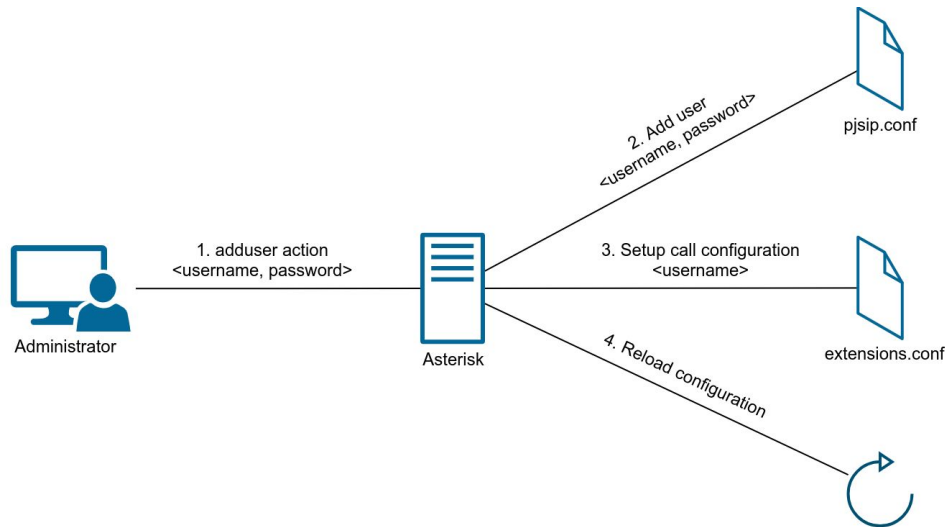 pjsip.conf
2. Add user
<username, password>
1. adduser action
<username, password>
3. Setup call configuration
<username>
Administrator
Asterisk
extensions.conf
4. Reload configuration